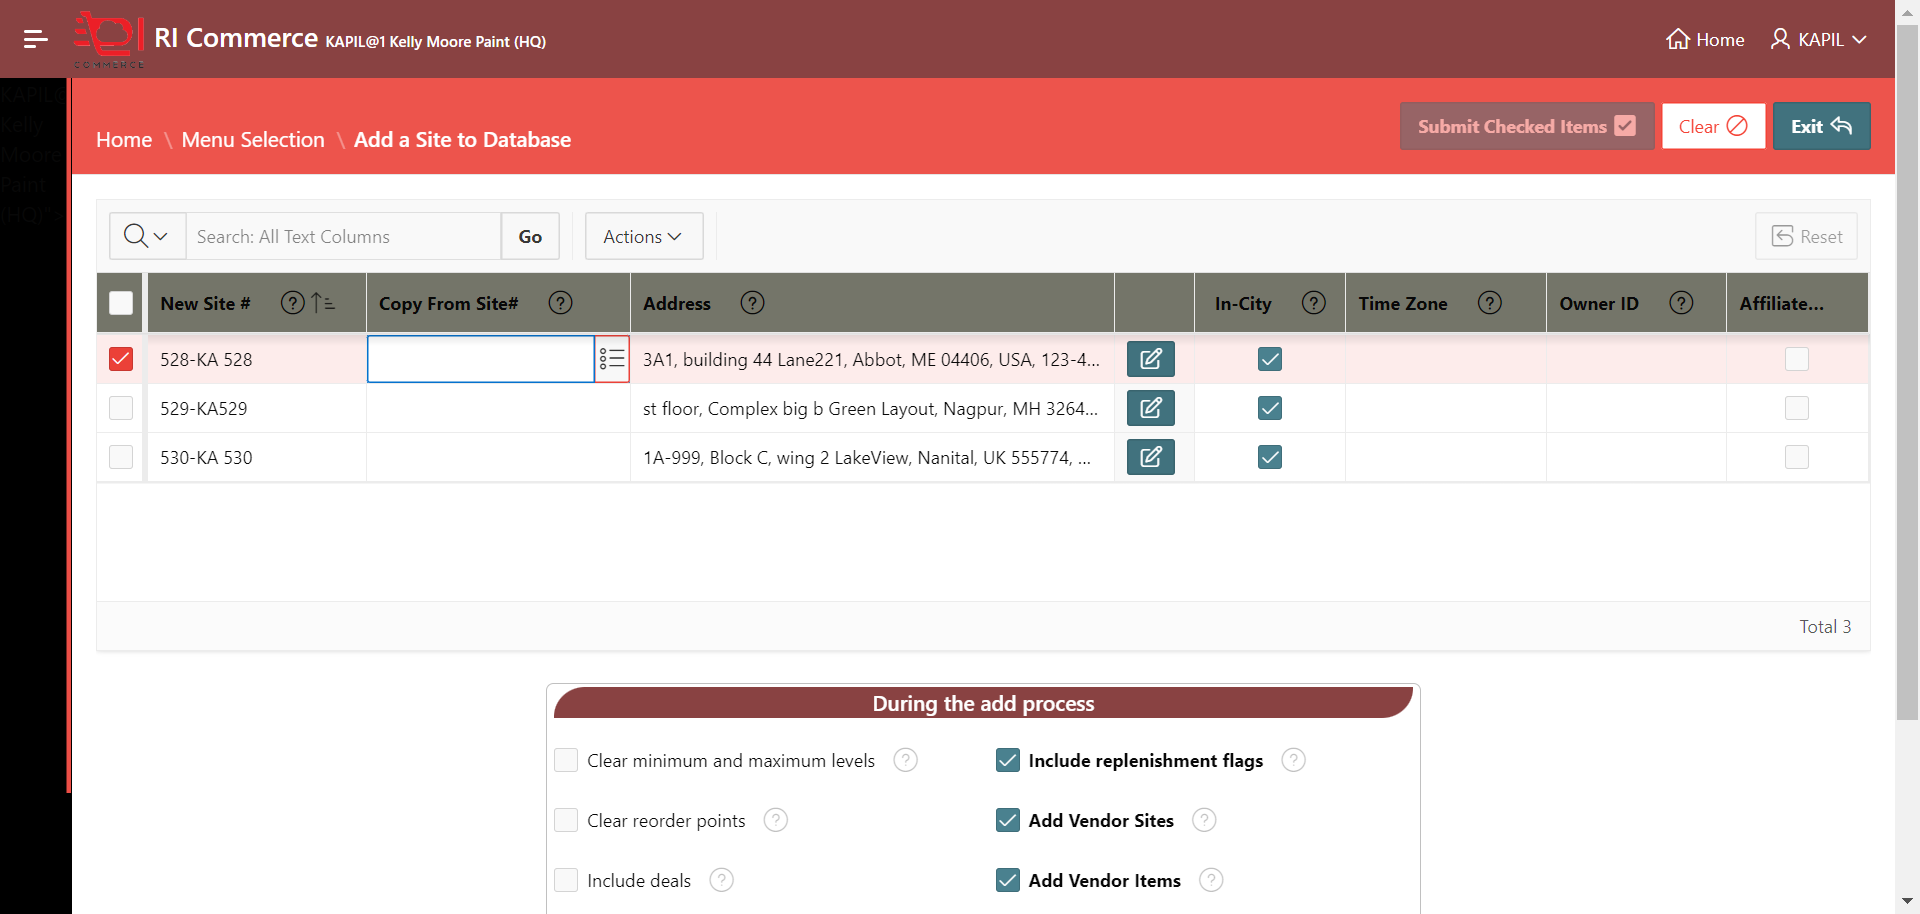 RI Commerce KAPIL@1 Kelly Moore Paint (HQ)
COMMERCE
Home
KAPIL
KAPIL@
Kelly
Moore
Paint
(HQ)">
Home \ Menu Selection \ Add a Site to Database
Submit Checked Items
Clear
Exit
Search: All Text Columns
Go
Actions
Reset
New Site # ? Copy From Site# ? Address ? In-City ? Time Zone ? Owner ID ? Affiliate...
528-KA 528 3A1, building 44 Lane221, Abbot, ME 04406, USA, 123-4...
529-KA529 st floor, Complex big b Green Layout, Nagpur, MH 3264...
530-KA 530 1A-999, Block C, wing 2 LakeView, Nanital, UK 555774, ...
Total 3
During the add process
Clear minimum and maximum levels ? Include replenishment flags ?
Clear reorder points ? Add Vendor Sites ?
Include deals ? Add Vendor Items ?